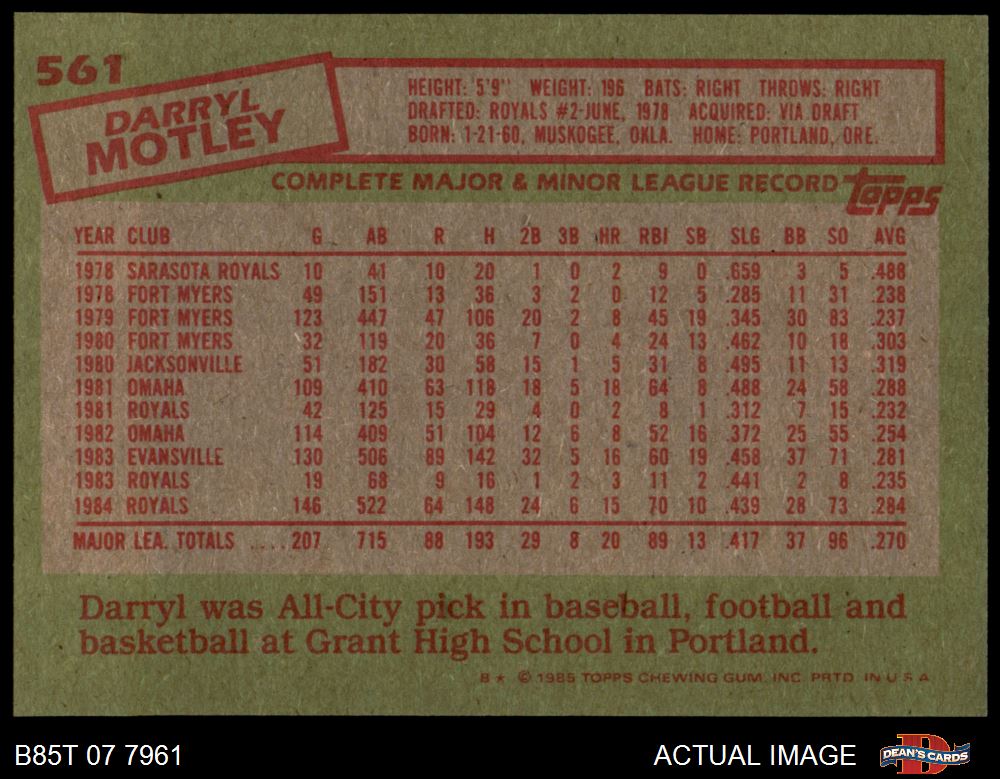 561
DARRYL
MOTLEY
HEIGHT: 5'9" WEIGHT: 196 BATS: RIGHT THROWS: RIGHT
DRAFTED: ROYALS #2-JUNE, 1978 ACQUIRED: VIA DRAFT
BORN: 1-21-60, MUSKOGEE, OKLA. HOME: PORTLAND, ORE.
COMPLETE MAJOR & MINOR LEAGUE RECORD topps
YEAR CLUB G AB R H 2B 3B HR RBI SB SLG BB SO AVG
1978 SARASOTA ROYALS 10 41 10 20 1 0 2 9 0 .659 3 5 .488
1978 FORT MYERS 49 151 13 36 3 2 0 12 5 .285 11 31 .238
1979 FORT MYERS 123 447 47 106 20 2 8 45 19 .345 30 83 .237
1980 FORT MYERS 32 119 20 36 7 0 4 24 13 .462 10 18 .303
1980 JACKSONVILLE 51 182 30 58 15 1 5 31 8 .495 11 13 .319
1981 OMAHA 109 410 63 118 18 5 18 64 8 .488 24 58 .288
1981 ROYALS 42 125 15 29 4 0 2 8 1 .312 7 15 .232
1982 OMAHA 114 409 51 104 12 6 8 52 16 .372 25 55 .254
1983 EVANSVILLE 130 506 89 142 32 5 16 60 19 .458 37 71 .281
1983 ROYALS 19 68 9 16 1 2 3 11 2 .441 2 8 .235
1984 ROYALS 146 522 64 148 24 6 15 70 10 .439 28 73 .284
MAJOR LEA. TOTALS .... 207 715 88 193 29 8 20 89 13 .417 37 96 .270
Darryl was All-City pick in baseball, football and
basketball at Grant High School in Portland.
B* © 1985 TOPPS CHEWING GUM, INC. PRTD. IN U.S.A.
B85T 07 7961
ACTUAL IMAGE
DEAN'S CARDS